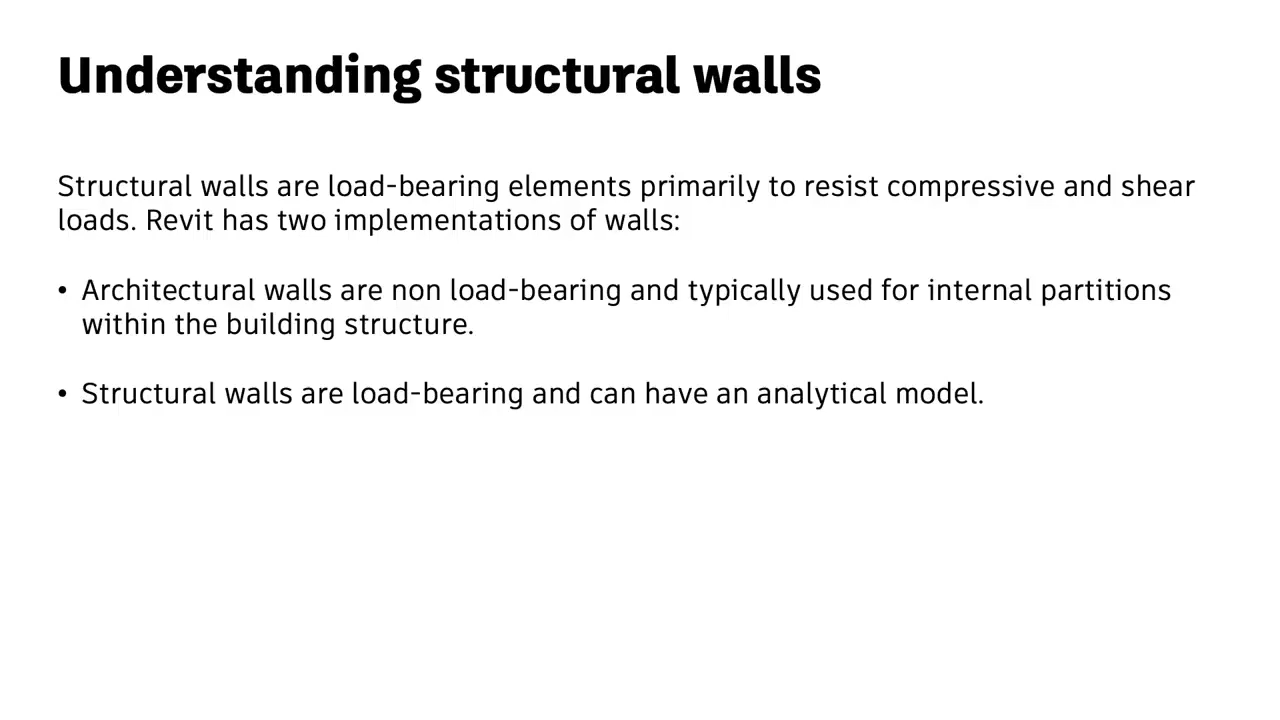 Understanding structural walls
Structural walls are load-bearing elements primarily to resist compressive and shear
loads. Revit has two implementations of walls:
• Architectural walls are non load-bearing and typically used for internal partitions
within the building structure.
• Structural walls are load-bearing and can have an analytical model.